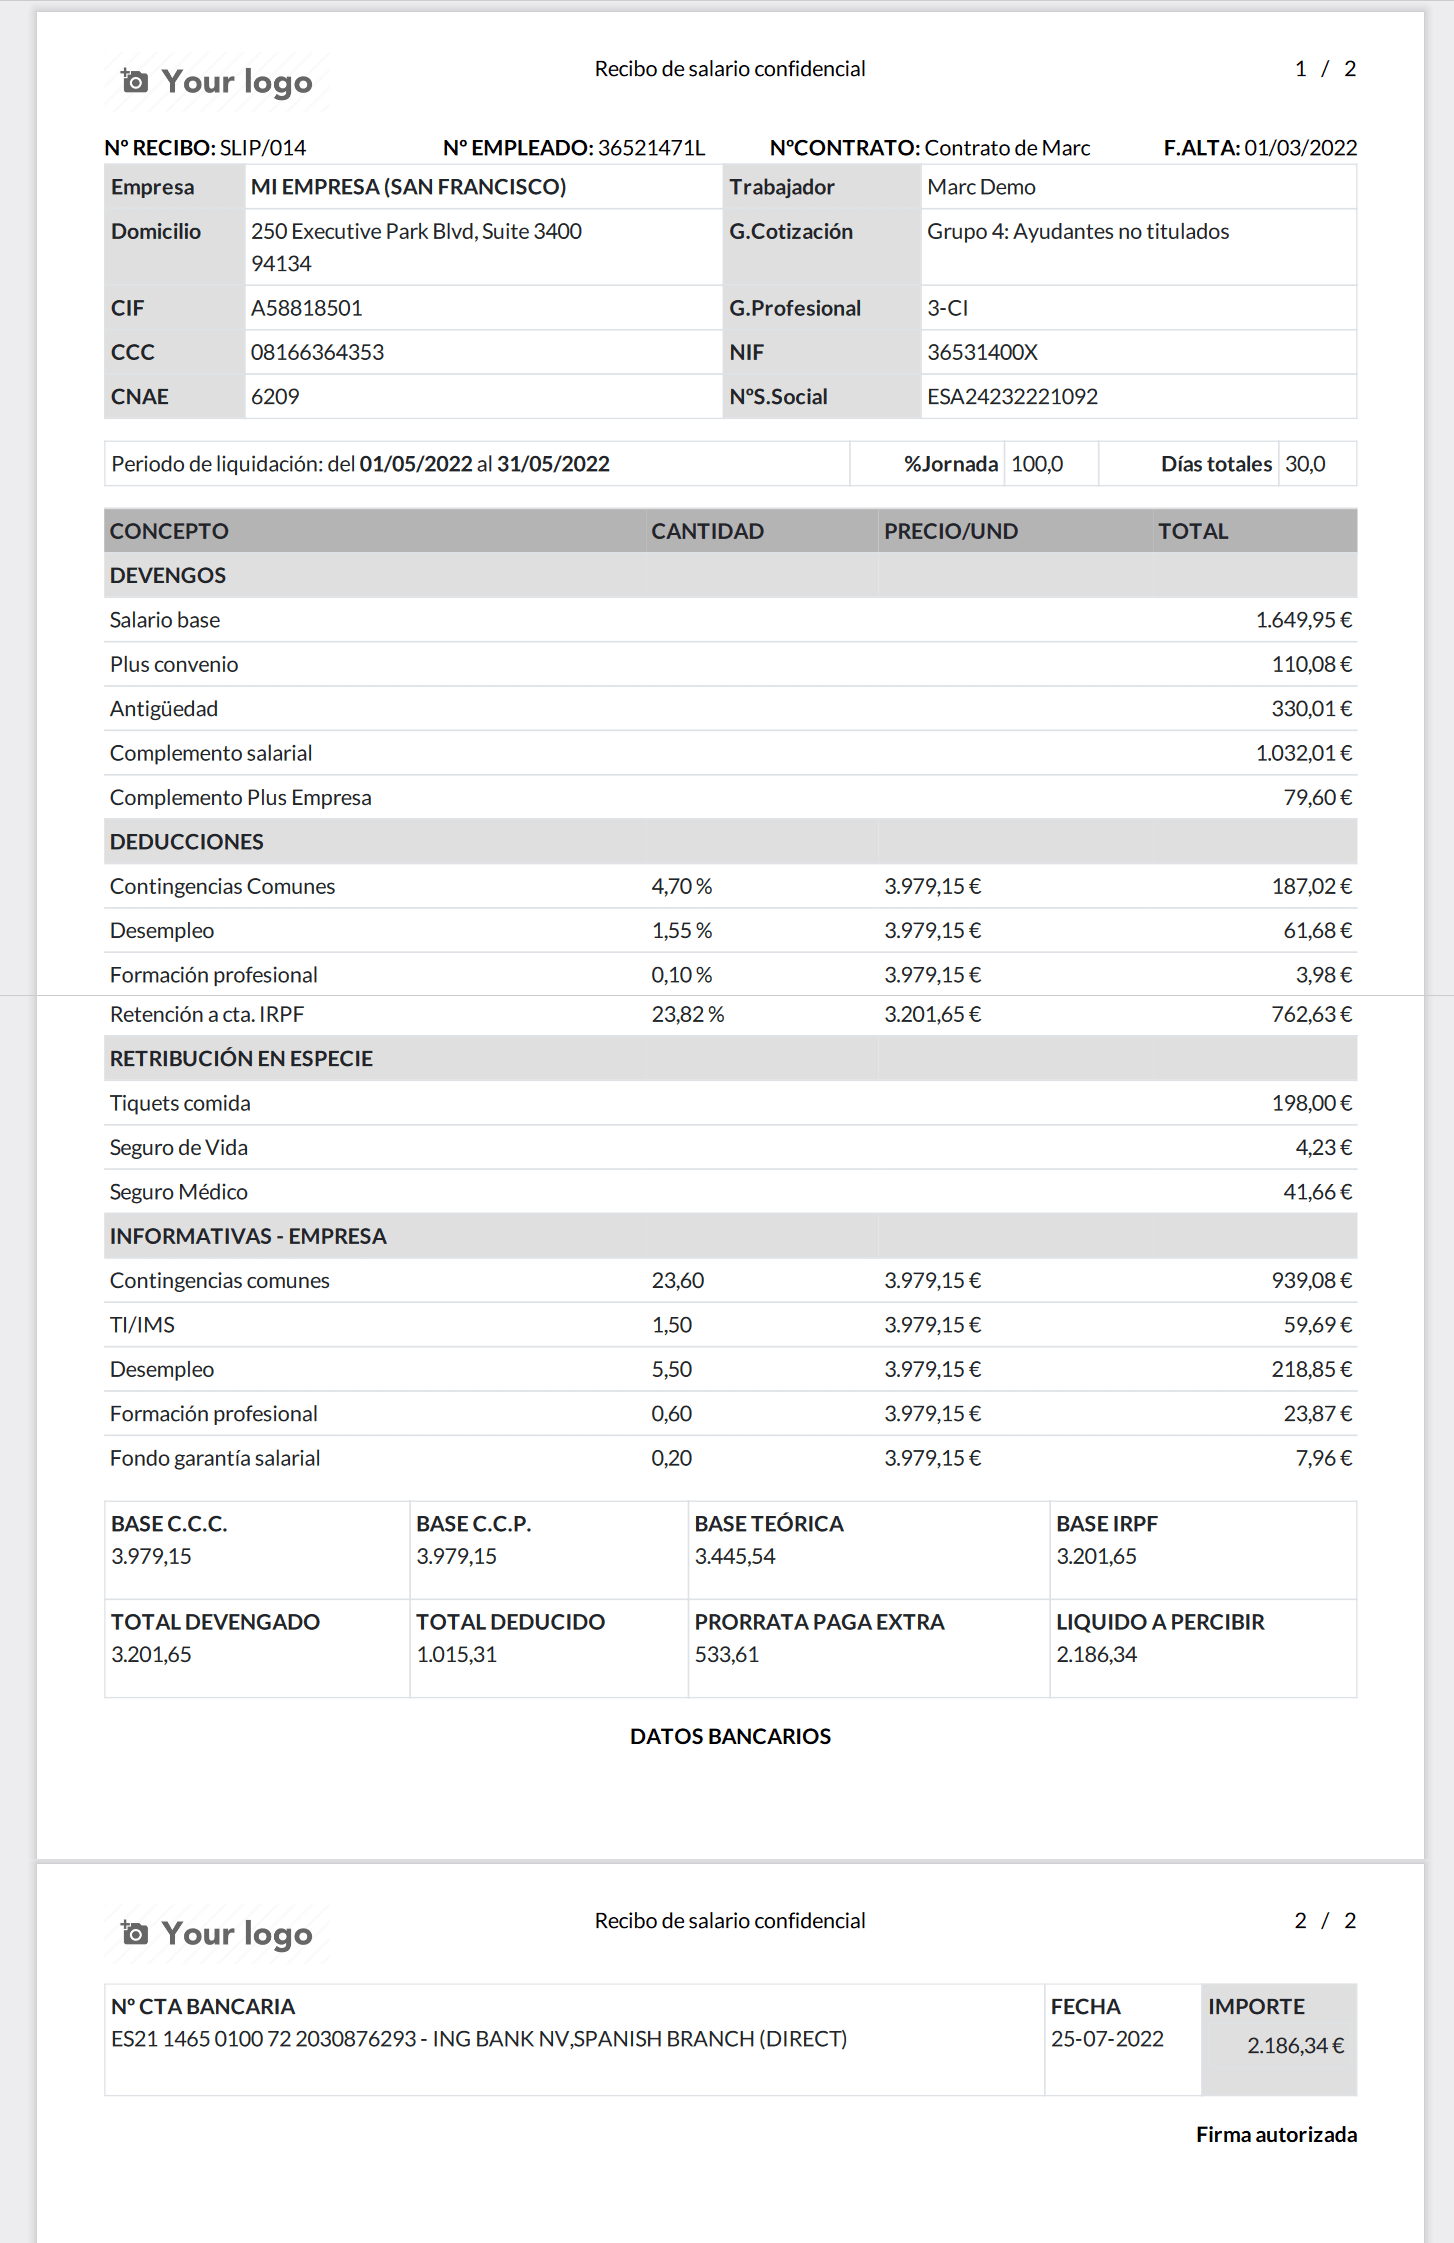 Your logo
Recibo de salario confidencial
1 / 2
Nº RECIBO: SLIP/014 Nº EMPLEADO: 36521471L NºCONTRATO: Contrato de Marc F.ALTA: 01/03/2022
Empresa MI EMPRESA (SAN FRANCISCO) Trabajador Marc Demo
Domicilio 250 Executive Park Blvd, Suite 3400 G.Cotización Grupo 4: Ayudantes no titulados
94134
CIF A58818501 G.Profesional 3-CI
CCC 08166364353 NIF 36531400X
CNAE 6209 NºS.Social ESA24232221092
Periodo de liquidación: del 01/05/2022 al 31/05/2022 %Jornada 100,0 Días totales 30,0
CONCEPTO CANTIDAD PRECIO/UND TOTAL
DEVENGOS
Salario base 1.649,95 €
Plus convenio 110,08 €
Antigüedad 330,01 €
Complemento salarial 1.032,01 €
Complemento Plus Empresa 79,60 €
DEDUCCIONES
Contingencias Comunes 4,70 % 3.979,15 € 187,02 €
Desempleo 1,55 % 3.979,15 € 61,68 €
Formación profesional 0,10 % 3.979,15 € 3,98 €
Retención a cta. IRPF 23,82 % 3.201,65 € 762,63 €
RETRIBUCIÓN EN ESPECIE
Tiquets comida 198,00 €
Seguro de Vida 4,23 €
Seguro Médico 41,66 €
INFORMATIVAS - EMPRESA
Contingencias comunes 23,60 3.979,15 € 939,08 €
TI/IMS 1,50 3.979,15 € 59,69 €
Desempleo 5,50 3.979,15 € 218,85 €
Formación profesional 0,60 3.979,15 € 23,87 €
Fondo garantía salarial 0,20 3.979,15 € 7,96 €
BASE C.C.C. BASE C.C.P. BASE TEÓRICA BASE IRPF
3.979,15 3.979,15 3.445,54 3.201,65
TOTAL DEVENGADO TOTAL DEDUCIDO PRORRATA PAGA EXTRA LIQUIDO A PERCIBIR
3.201,65 1.015,31 533,61 2.186,34
DATOS BANCARIOS
Your logo
Recibo de salario confidencial
2 / 2
Nº CTA BANCARIA FECHA IMPORTE
ES21 1465 0100 72 2030876293 - ING BANK NV,SPANISH BRANCH (DIRECT) 25-07-2022 2.186,34 €
Firma autorizada